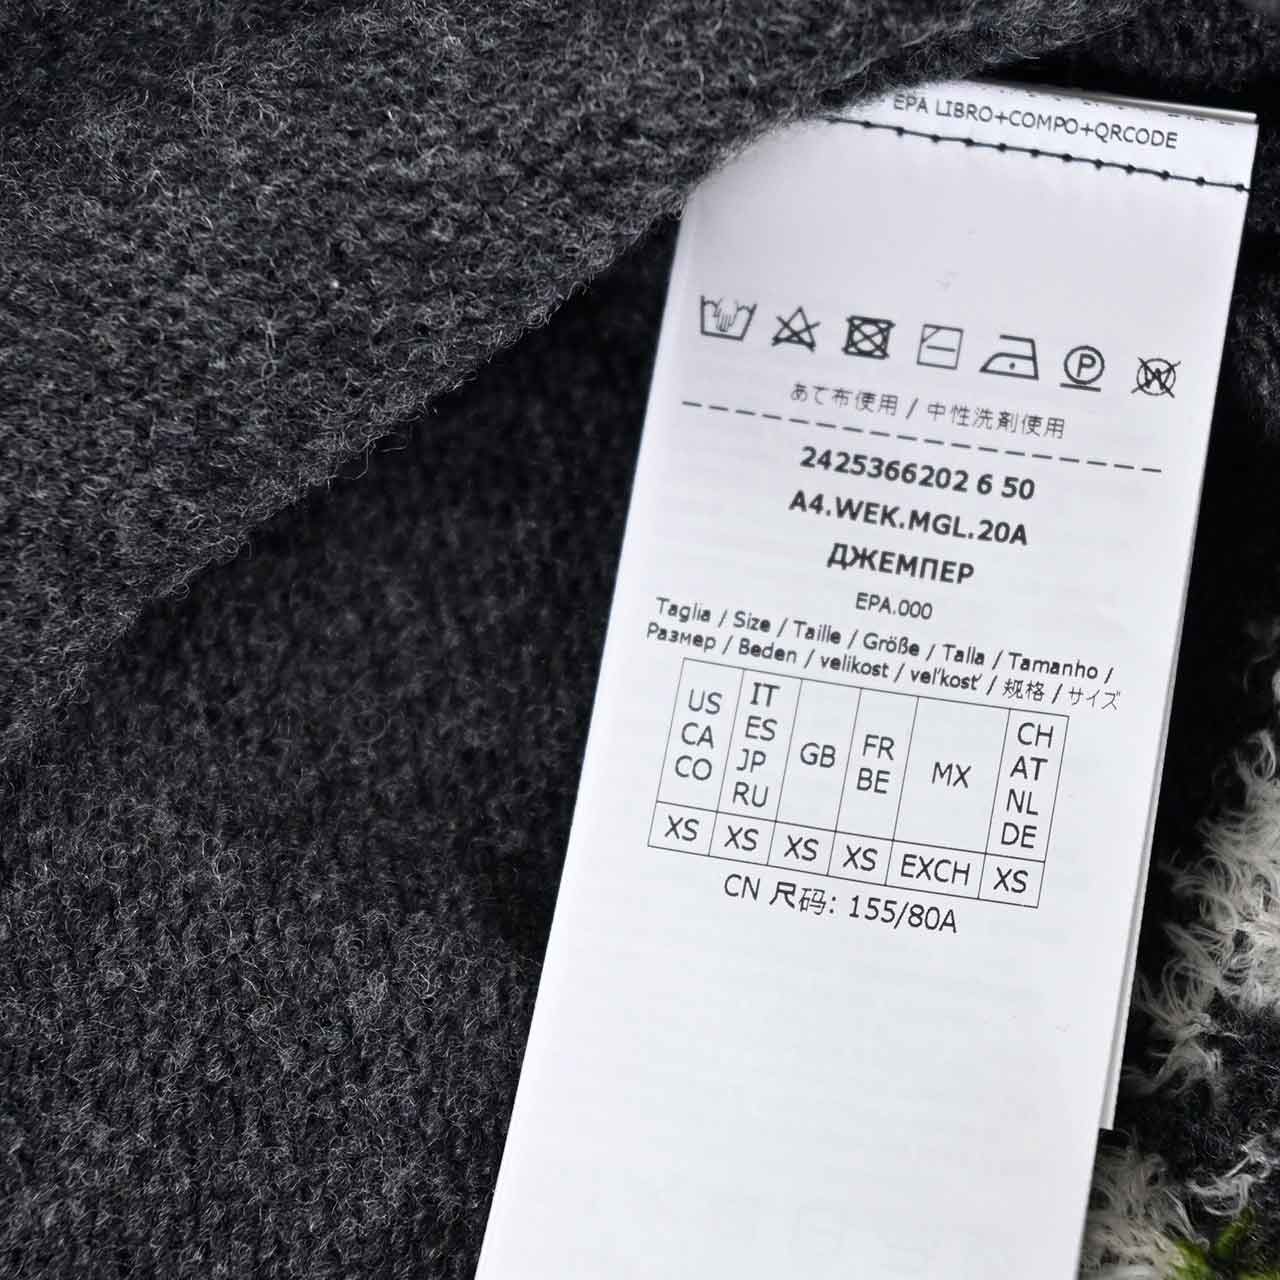 EPA LIBRO+COMPO+QRCODE
P
W
あて布使用 / 中性洗剤使用
2425366202 6 50
A4.WEK.MGL.20A
ДЖЕМПЕР
EPA.000
Taglia / Size / Taille / Größe / Talla / Tamanho /
Размер / Beden / velikost / veľkosť / 规格 / サイズ
US CA CO
IT ES JP RU
GB
FR BE
MX
CH AT NL DE
XS XS XS XS EXCH XS
CN 尺码: 155/80A